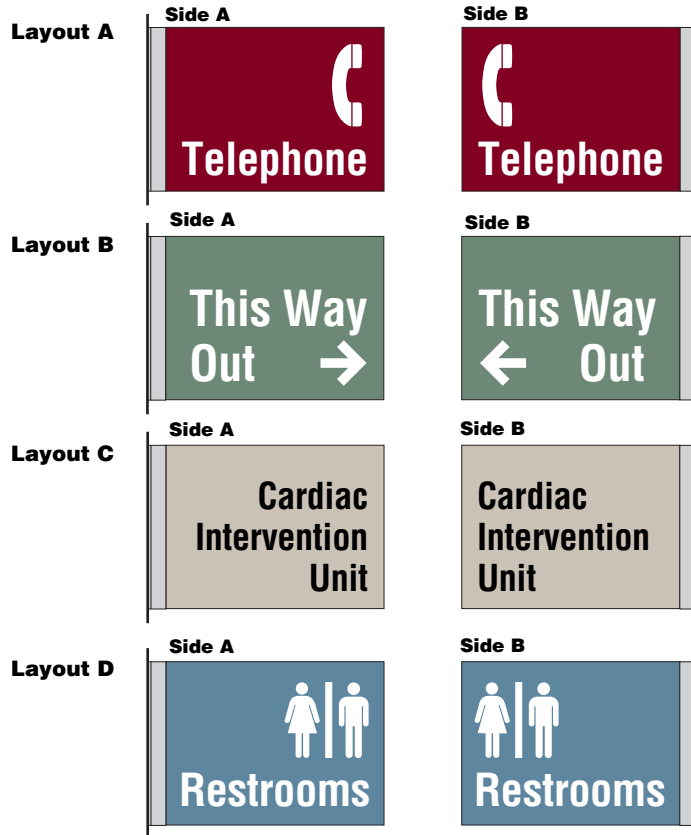 Layout A
Side A
Side B
Telephone
Telephone
Layout B
Side A
Side B
This Way
Out
This Way
Out
Layout C
Side A
Side B
Cardiac
Intervention
Unit
Cardiac
Intervention
Unit
Layout D
Side A
Side B
Restrooms
Restrooms